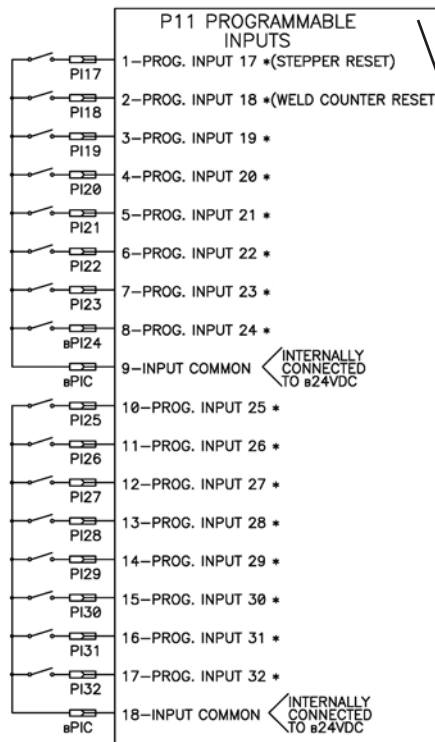 P11 PROGRAMMABLE
INPUTS
PI17 1-PROG. INPUT 17 *(STEPPER RESET)
PI18 2-PROG. INPUT 18 *(WELD COUNTER RESET
PI19 3-PROG. INPUT 19 *
PI20 4-PROG. INPUT 20 *
PI21 5-PROG. INPUT 21 *
PI22 6-PROG. INPUT 22 *
PI23 7-PROG. INPUT 23 *
BPI24 8-PROG. INPUT 24 *
BPIC 9-INPUT COMMON
INTERNALLY
CONNECTED
TO B24VDC
PI25 10-PROG. INPUT 25 *
PI26 11-PROG. INPUT 26 *
PI27 12-PROG. INPUT 27 *
PI28 13-PROG. INPUT 28 *
PI29 14-PROG. INPUT 29 *
PI30 15-PROG. INPUT 30 *
PI31 16-PROG. INPUT 31 *
PI32 17-PROG. INPUT 32 *
BPIC 18-INPUT COMMON
INTERNALLY
CONNECTED
TO B24VDC